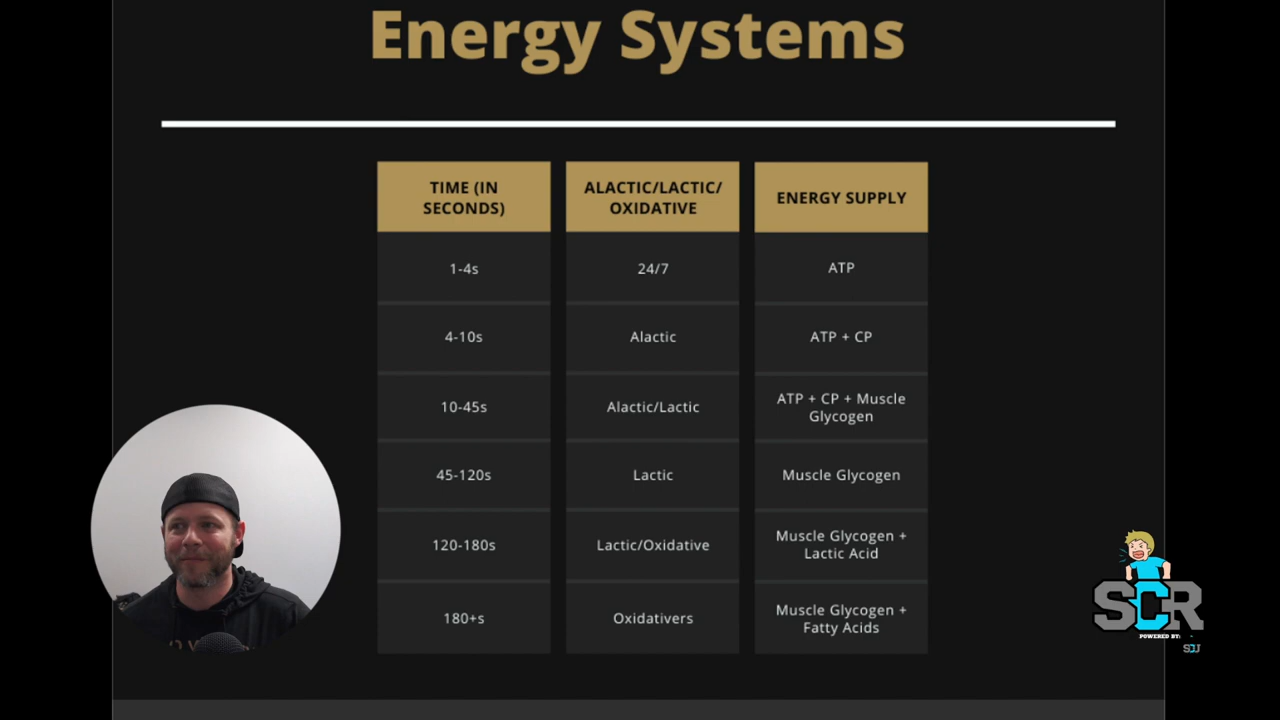 Energy Systems
TIME (IN
SECONDS)
ALACTIC/LACTIC/
OXIDATIVE
ENERGY SUPPLY
1-4s
24/7
ATP
4-10s
Alactic
ATP + CP
10-45s
Alactic/Lactic
ATP + CP + Muscle
Glycogen
45-120s
Lactic
Muscle Glycogen
120-180s
Lactic/Oxidative
Muscle Glycogen +
Lactic Acid
180+s
Oxidativers
Muscle Glycogen +
Fatty Acids
SCR
POWERED BY: